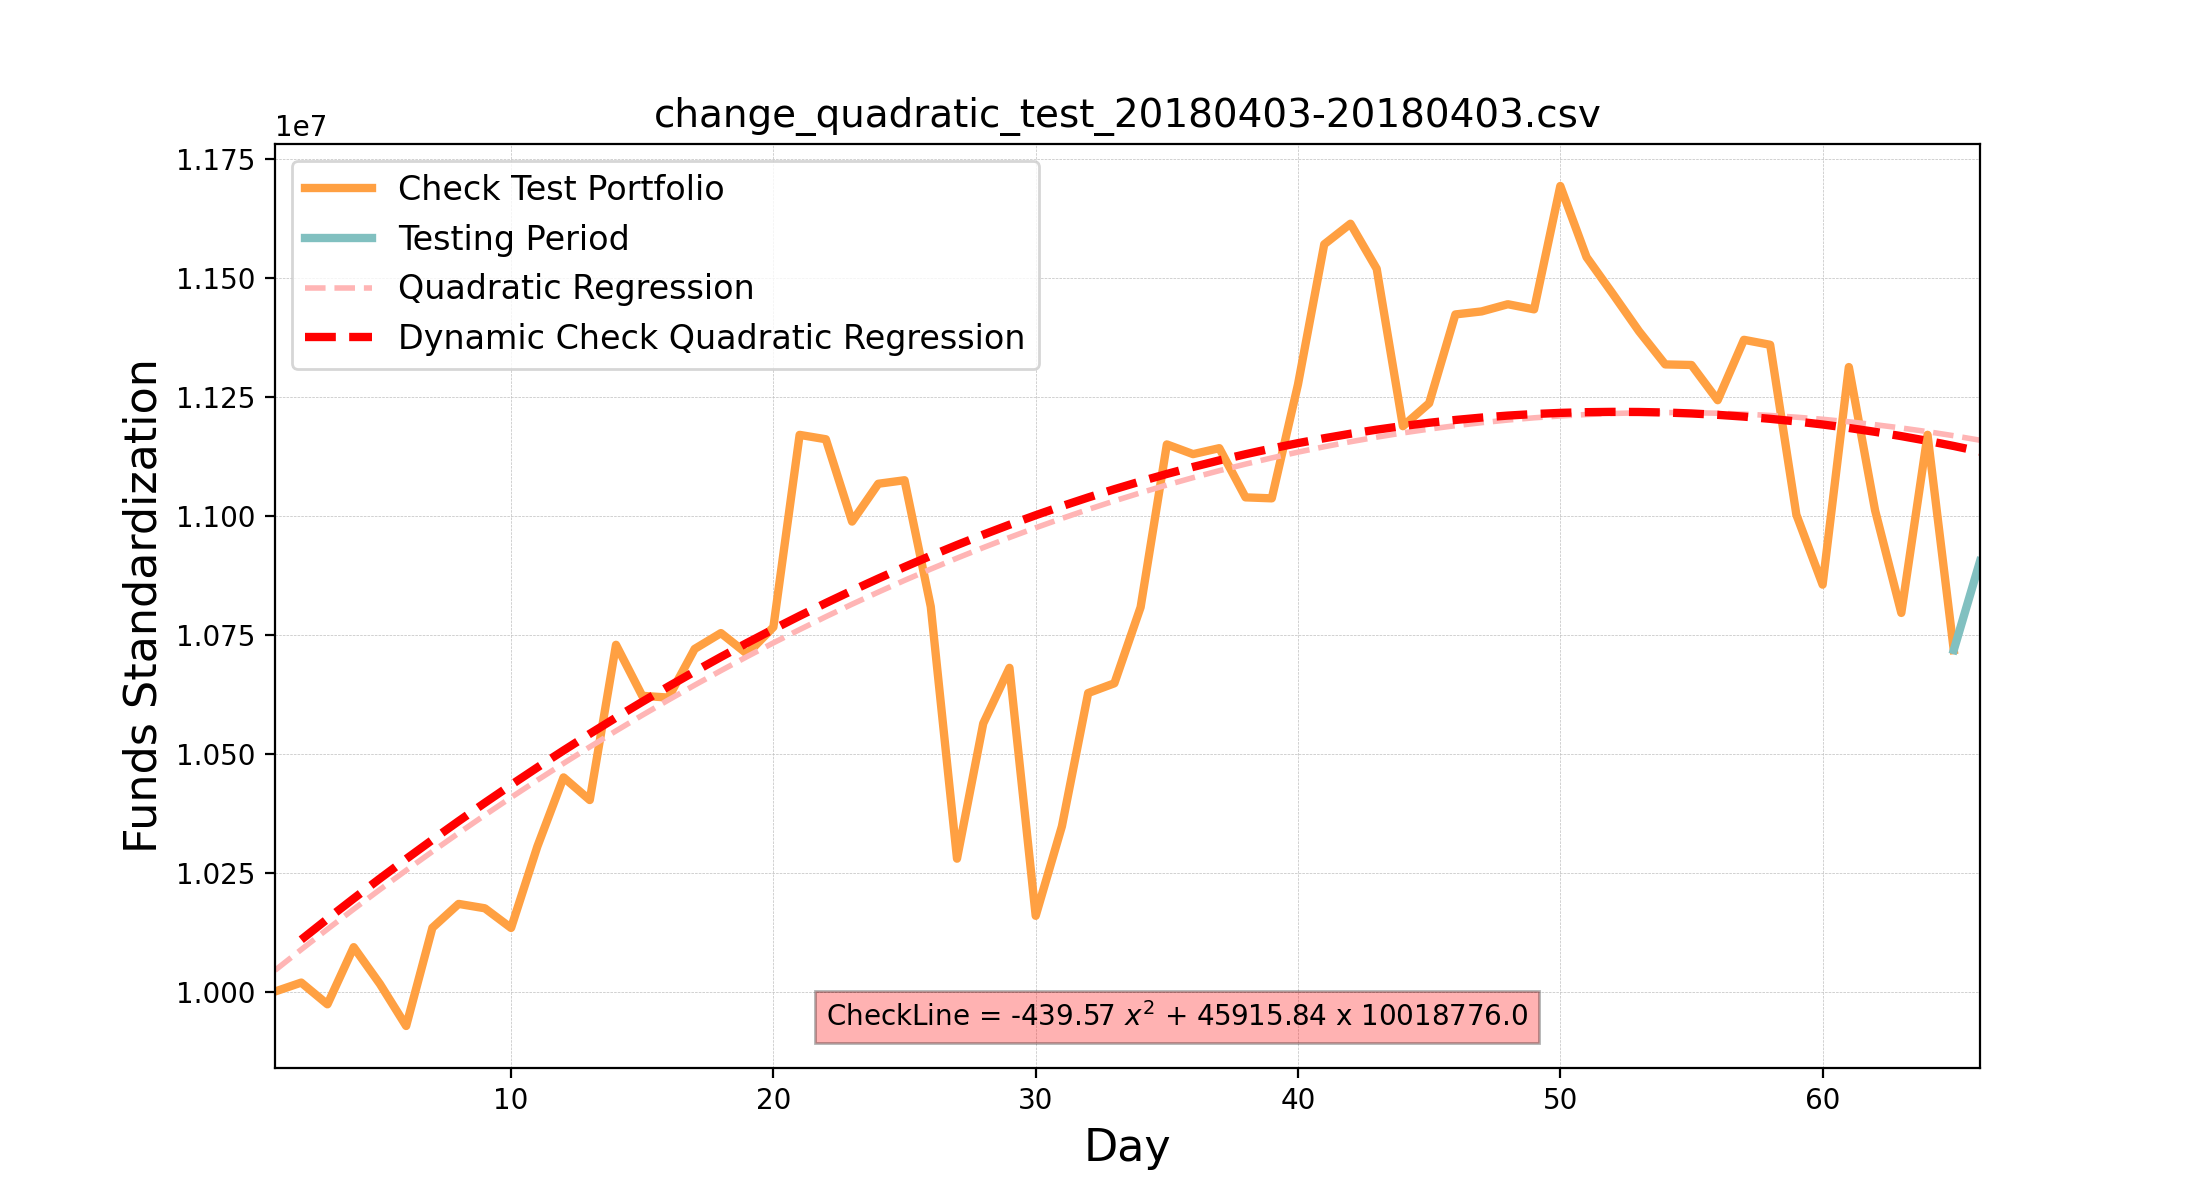 change_quadratic_test_20180403-20180403.csv
1e7
Check Test Portfolio
Testing Period
Quadratic Regression
Dynamic Check Quadratic Regression
1.175
1.150
1.125
1.100
1.075
1.050
1.025
1.000
Funds Standardization
CheckLine = -439.57 x² + 45915.84 x 10018776.0
10 20 30 40 50 60
Day